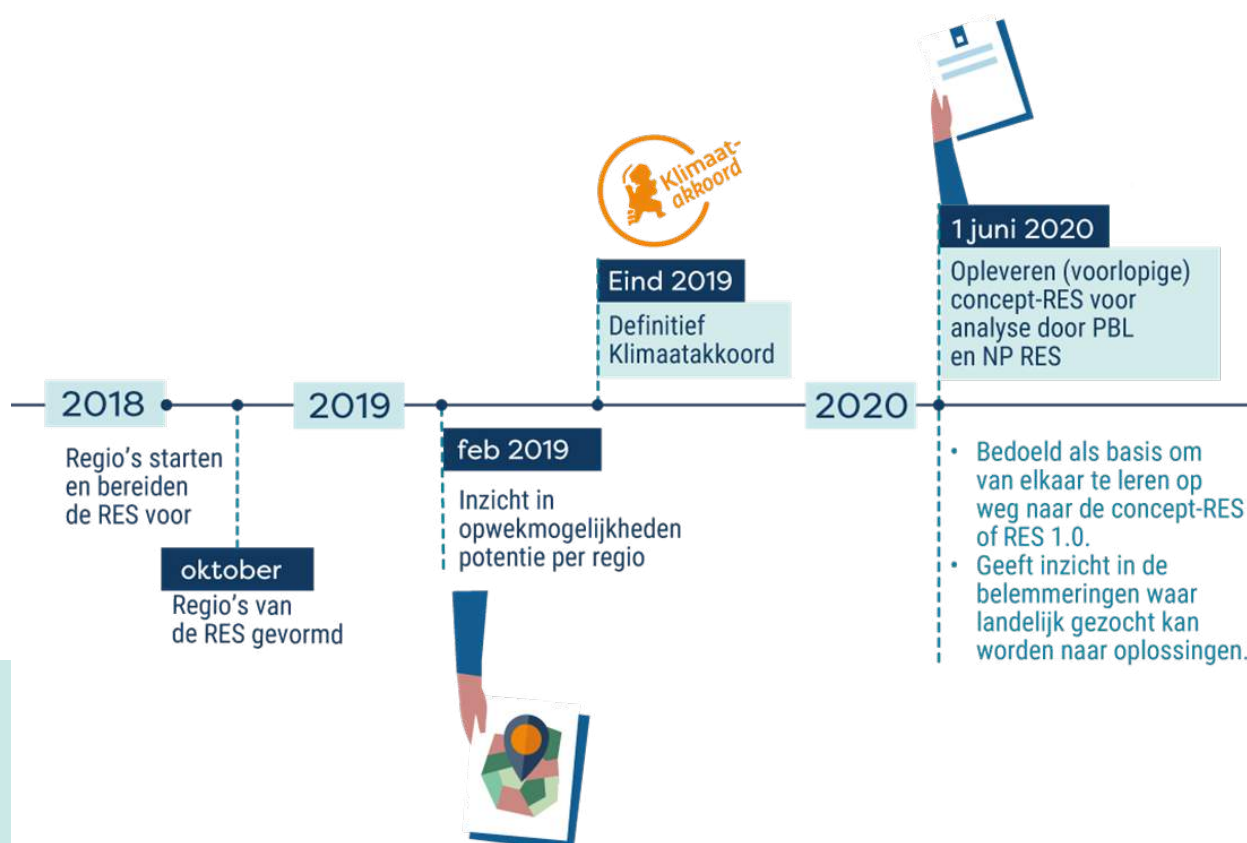 2018
Regio's starten
en bereiden
de RES voor
oktober
Regio's van
de RES gevormd
2019
feb 2019
Inzicht in
opwekmogelijkheden
potentie per regio
Klimaat-
akkoord
Eind 2019
Definitief
Klimaatakkoord
2020
1 juni 2020
Opleveren (voorlopige)
concept-RES voor
analyse door PBL
en NP RES
• Bedoeld als basis om
van elkaar te leren op
weg naar de concept-RES
of RES 1.0.
• Geeft inzicht in de
belemmeringen waar
landelijk gezocht kan
worden naar oplossingen.